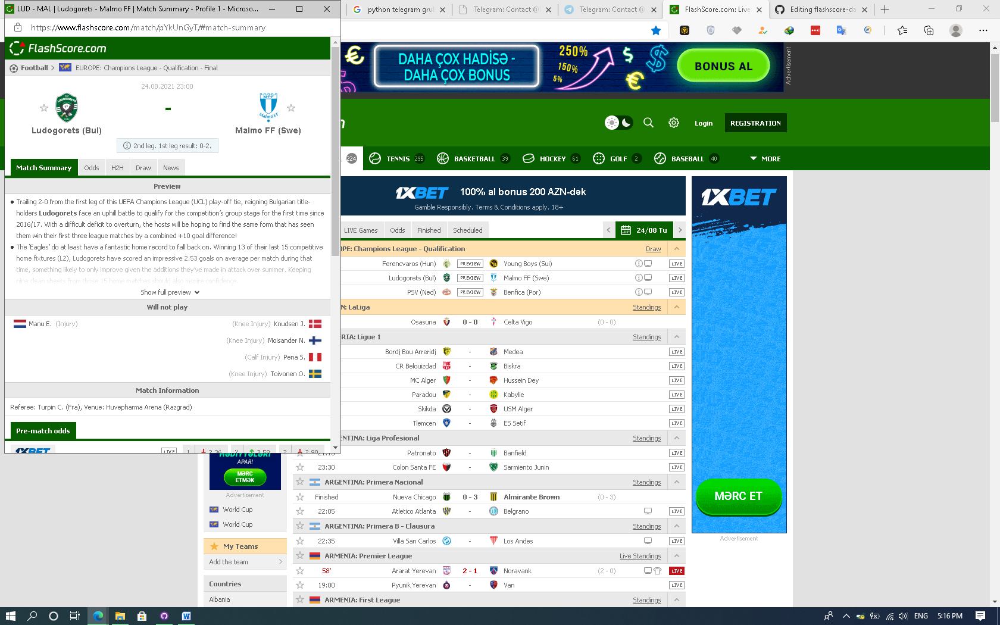 LUD - MAL | Ludogorets - Malmo FF | Match Summary - Profile 1 - Microso...
https://www.flashscore.com/match/pYkUnGyT/#match-summary
FlashScore.com
Football > EUROPE: Champions League - Qualification - Final
24.08.2021 23:00
-
Ludogorets (Bul)
Malmo FF (Swe)
2nd leg. 1st leg result: 0-2.
Match Summary Odds H2H Draw News
Preview
Trailing 2-0 from the first leg of this UEFA Champions League (UCL) play-off tie, reigning Bulgarian title-
holders Ludogorets face an uphill battle to qualify for the competition's group stage for the first time since
2016/17. With a difficult deficit to overturn, the hosts will be hoping to find the same form that has seen
them win their first three league matches by a combined +10 goal difference!
The 'Eagles' do at least have a fantastic home record to fall back on. Winning 13 of their last 15 competitive
home fixtures (L2), Ludogorets have scored an impressive 2.53 goals on average per match during that
time, something likely to only improve given the additions they've made in attack over summer. Keeping
nine clean sheets from those 15 home matches should also inspire confidence.
Show full preview
Will not play
Manu E. (Injury)
(Knee Injury) Knudsen J.
(Knee Injury) Moisander N.
(Calf Injury) Pena S.
(Knee Injury) Toivonen O.
Match Information
Referee: Turpin C. (Fra), Venue: Huvepharma Arena (Razgrad)
Pre-match odds
1XBET LIVE 1 2.36 X 3.58 2 2.90
python telegram gru
Telegram: Contact @
Telegram: Contact @
FlashScore.com: Live
Editing flashscore-da
DAHA ÇOX HADİSƏ -
DAHA ÇOX BONUS
250%
150%
5%
BONUS AL
Advertisement
Login
REGISTRATION
224
TENNIS 295
BASKETBALL 39
HOCKEY 61
GOLF 2
BASEBALL 40
MORE
1XBET 100% al bonus 200 AZN-dək
Gamble Responsibly. Terms & Conditions apply. 18+
LIVE Games Odds Finished Scheduled
24/08 Tu
OPE: Champions League - Qualification Draw
Ferencvaros (Hun) PREVIEW Young Boys (Sui) LIVE
Ludogorets (Bul) PREVIEW Malmo FF (Swe) LIVE
PSV (Ned) PREVIEW Benfica (Por) LIVE
N: LaLiga Standings
Osasuna 0 - 0 Celta Vigo (0 - 0)
RIA: Ligue 1 Standings
Bordj Bou Arreridj - Medea LIVE
CR Belouizdad - Biskra LIVE
MC Alger - Hussein Dey LIVE
Paradou - Kabylie LIVE
Skikda - USM Alger LIVE
Tlemcen - ES Setif LIVE
ENTINA: Liga Profesional Standings
21:15 Patronato - Banfield LIVE
23:30 Colon Santa FE - Sarmiento Junin LIVE
ARGENTINA: Primera Nacional Standings
Finished Nueva Chicago 0 - 3 Almirante Brown (0 - 3)
22:05 Atletico Atlanta - Belgrano LIVE
ARGENTINA: Primera B - Clausura Standings
22:35 Villa San Carlos - Los Andes LIVE
ARMENIA: Premier League Live Standings
58' Ararat Yerevan 2 - 1 Noravank (2 - 0) LIVE
19:00 Pyunik Yerevan - Van LIVE
ARMENIA: First League Standings
HƏDİYYƏLƏRİ
APAR!
MƏRC
ETMƏK
Advertisement
World Cup
World Cup
My Teams
Add the team
Countries
Albania
1XBET
MƏRC ET
Advertisement
ENG 5:16 PM